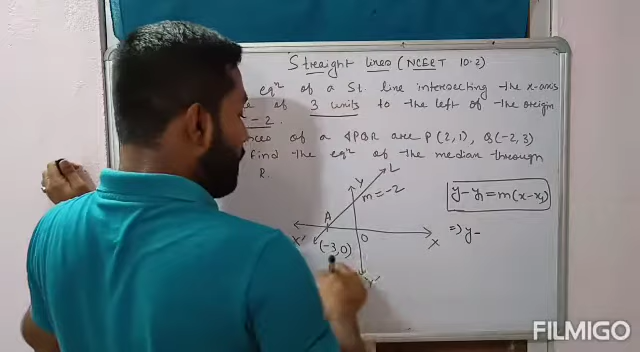 Straight lines (NCERT 10.2)
eqⁿ of a St. line intersecting the x-axis
of 3 units to the left of the origin
-2.
of a △PQR are P(2,1), Q(-2,3)
find the eqⁿ of the median through
R.
Y
L
m=-2
y-y₁=m(x-x₁)
A
X'
O
X
⇒ y-
(-3,0)
Y'
FILMIGO